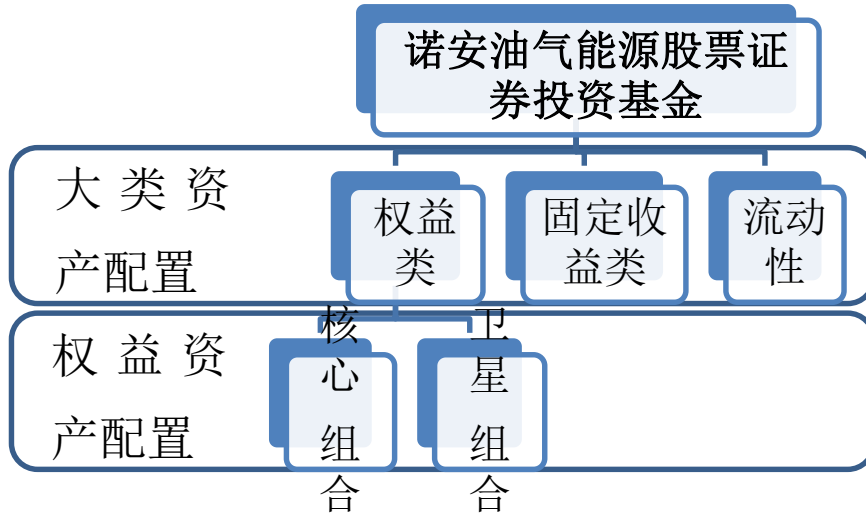 诺安油气能源股票证
券投资基金
大类资
产配置
权益
类
固定收
益类
流动
性
权益资
产配置
核
心
组
合
卫
星
组
合